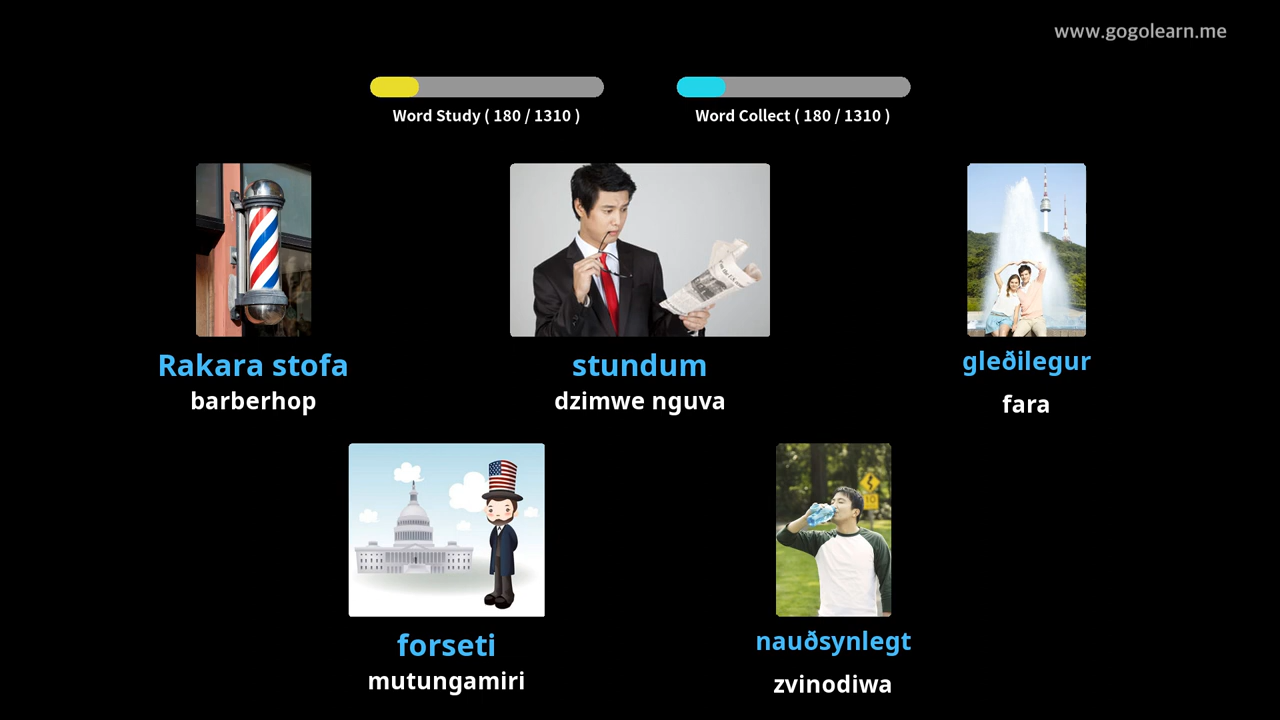 www.gogolearn.me
Word Study ( 180 / 1310 )
Word Collect ( 180 / 1310 )
Rakara stofa
barberhop
stundum
dzimwe nguva
gleðilegur
fara
forseti
mutungamiri
nauðsynlegt
zvinodiwa